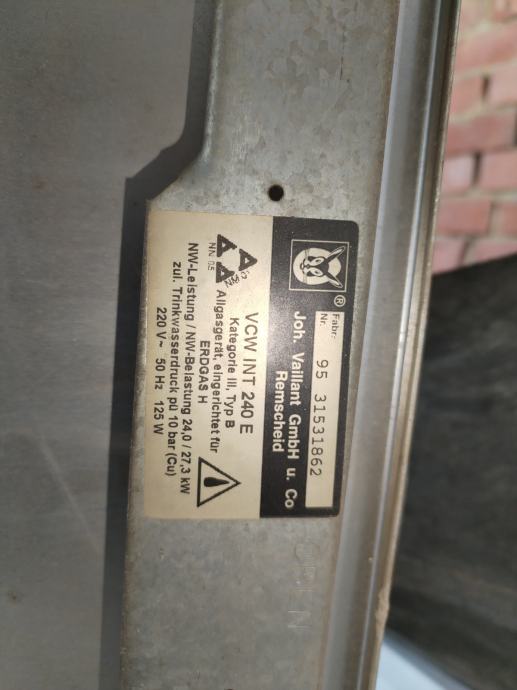 Fabr.-
Nr. 95 31531862
Joh. Vaillant GmbH u. Co
Remscheid
®
VCW INT 240 E
Kategorie III, Typ B
Allgasgerät, eingerichtet für
ERDGAS H
NW-Leistung / NW-Belastung 24,0 / 27,3 kW
zul. Trinkwasserdruck pü 10 bar (Cu)
220 V~ 50 Hz 125 W